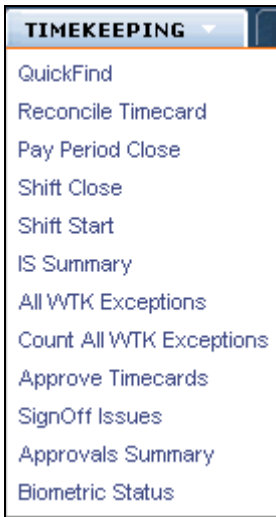 TIMEKEEPING
QuickFind
Reconcile Timecard
Pay Period Close
Shift Close
Shift Start
IS Summary
All WTK Exceptions
Count All WTK Exceptions
Approve Timecards
SignOff Issues
Approvals Summary
Biometric Status